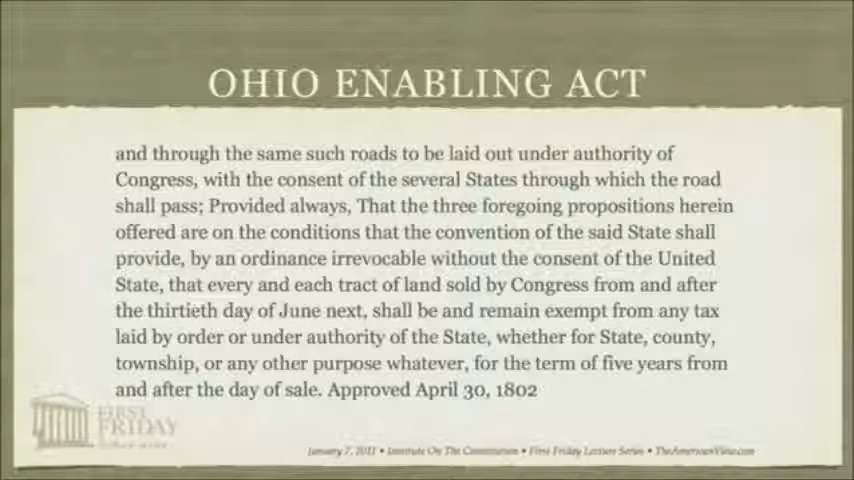 OHIO ENABLING ACT
and through the same such roads to be laid out under authority of
Congress, with the consent of the several States through which the road
shall pass; Provided always, That the three foregoing propositions herein
offered are on the conditions that the convention of the said State shall
provide, by an ordinance irrevocable without the consent of the United
State, that every and each tract of land sold by Congress from and after
the thirtieth day of June next, shall be and remain exempt from any tax
laid by order or under authority of the State, whether for State, county,
township, or any other purpose whatever, for the term of five years from
and after the day of sale. Approved April 30, 1802
FIRST
FRIDAY
January 7, 2011 • Institute On The Constitution • First Friday Lecture Series • TheAmericanView.com